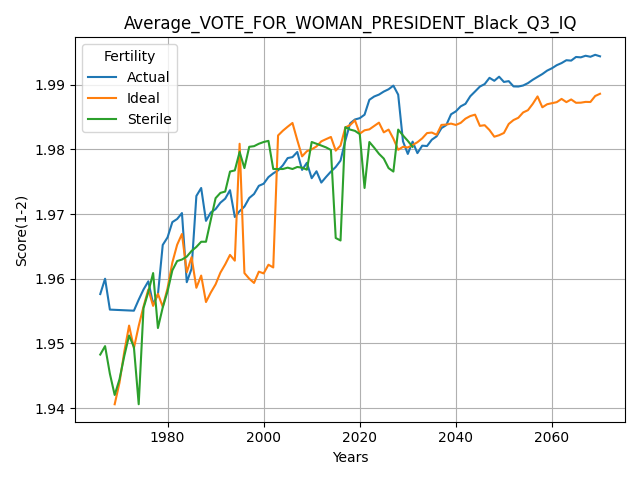 Average_VOTE_FOR_WOMAN_PRESIDENT_Black_Q3_IQ
Fertility
Actual
Ideal
Sterile
Score(1-2)
1.99
1.98
1.97
1.96
1.95
1.94
1980 2000 2020 2040 2060
Years